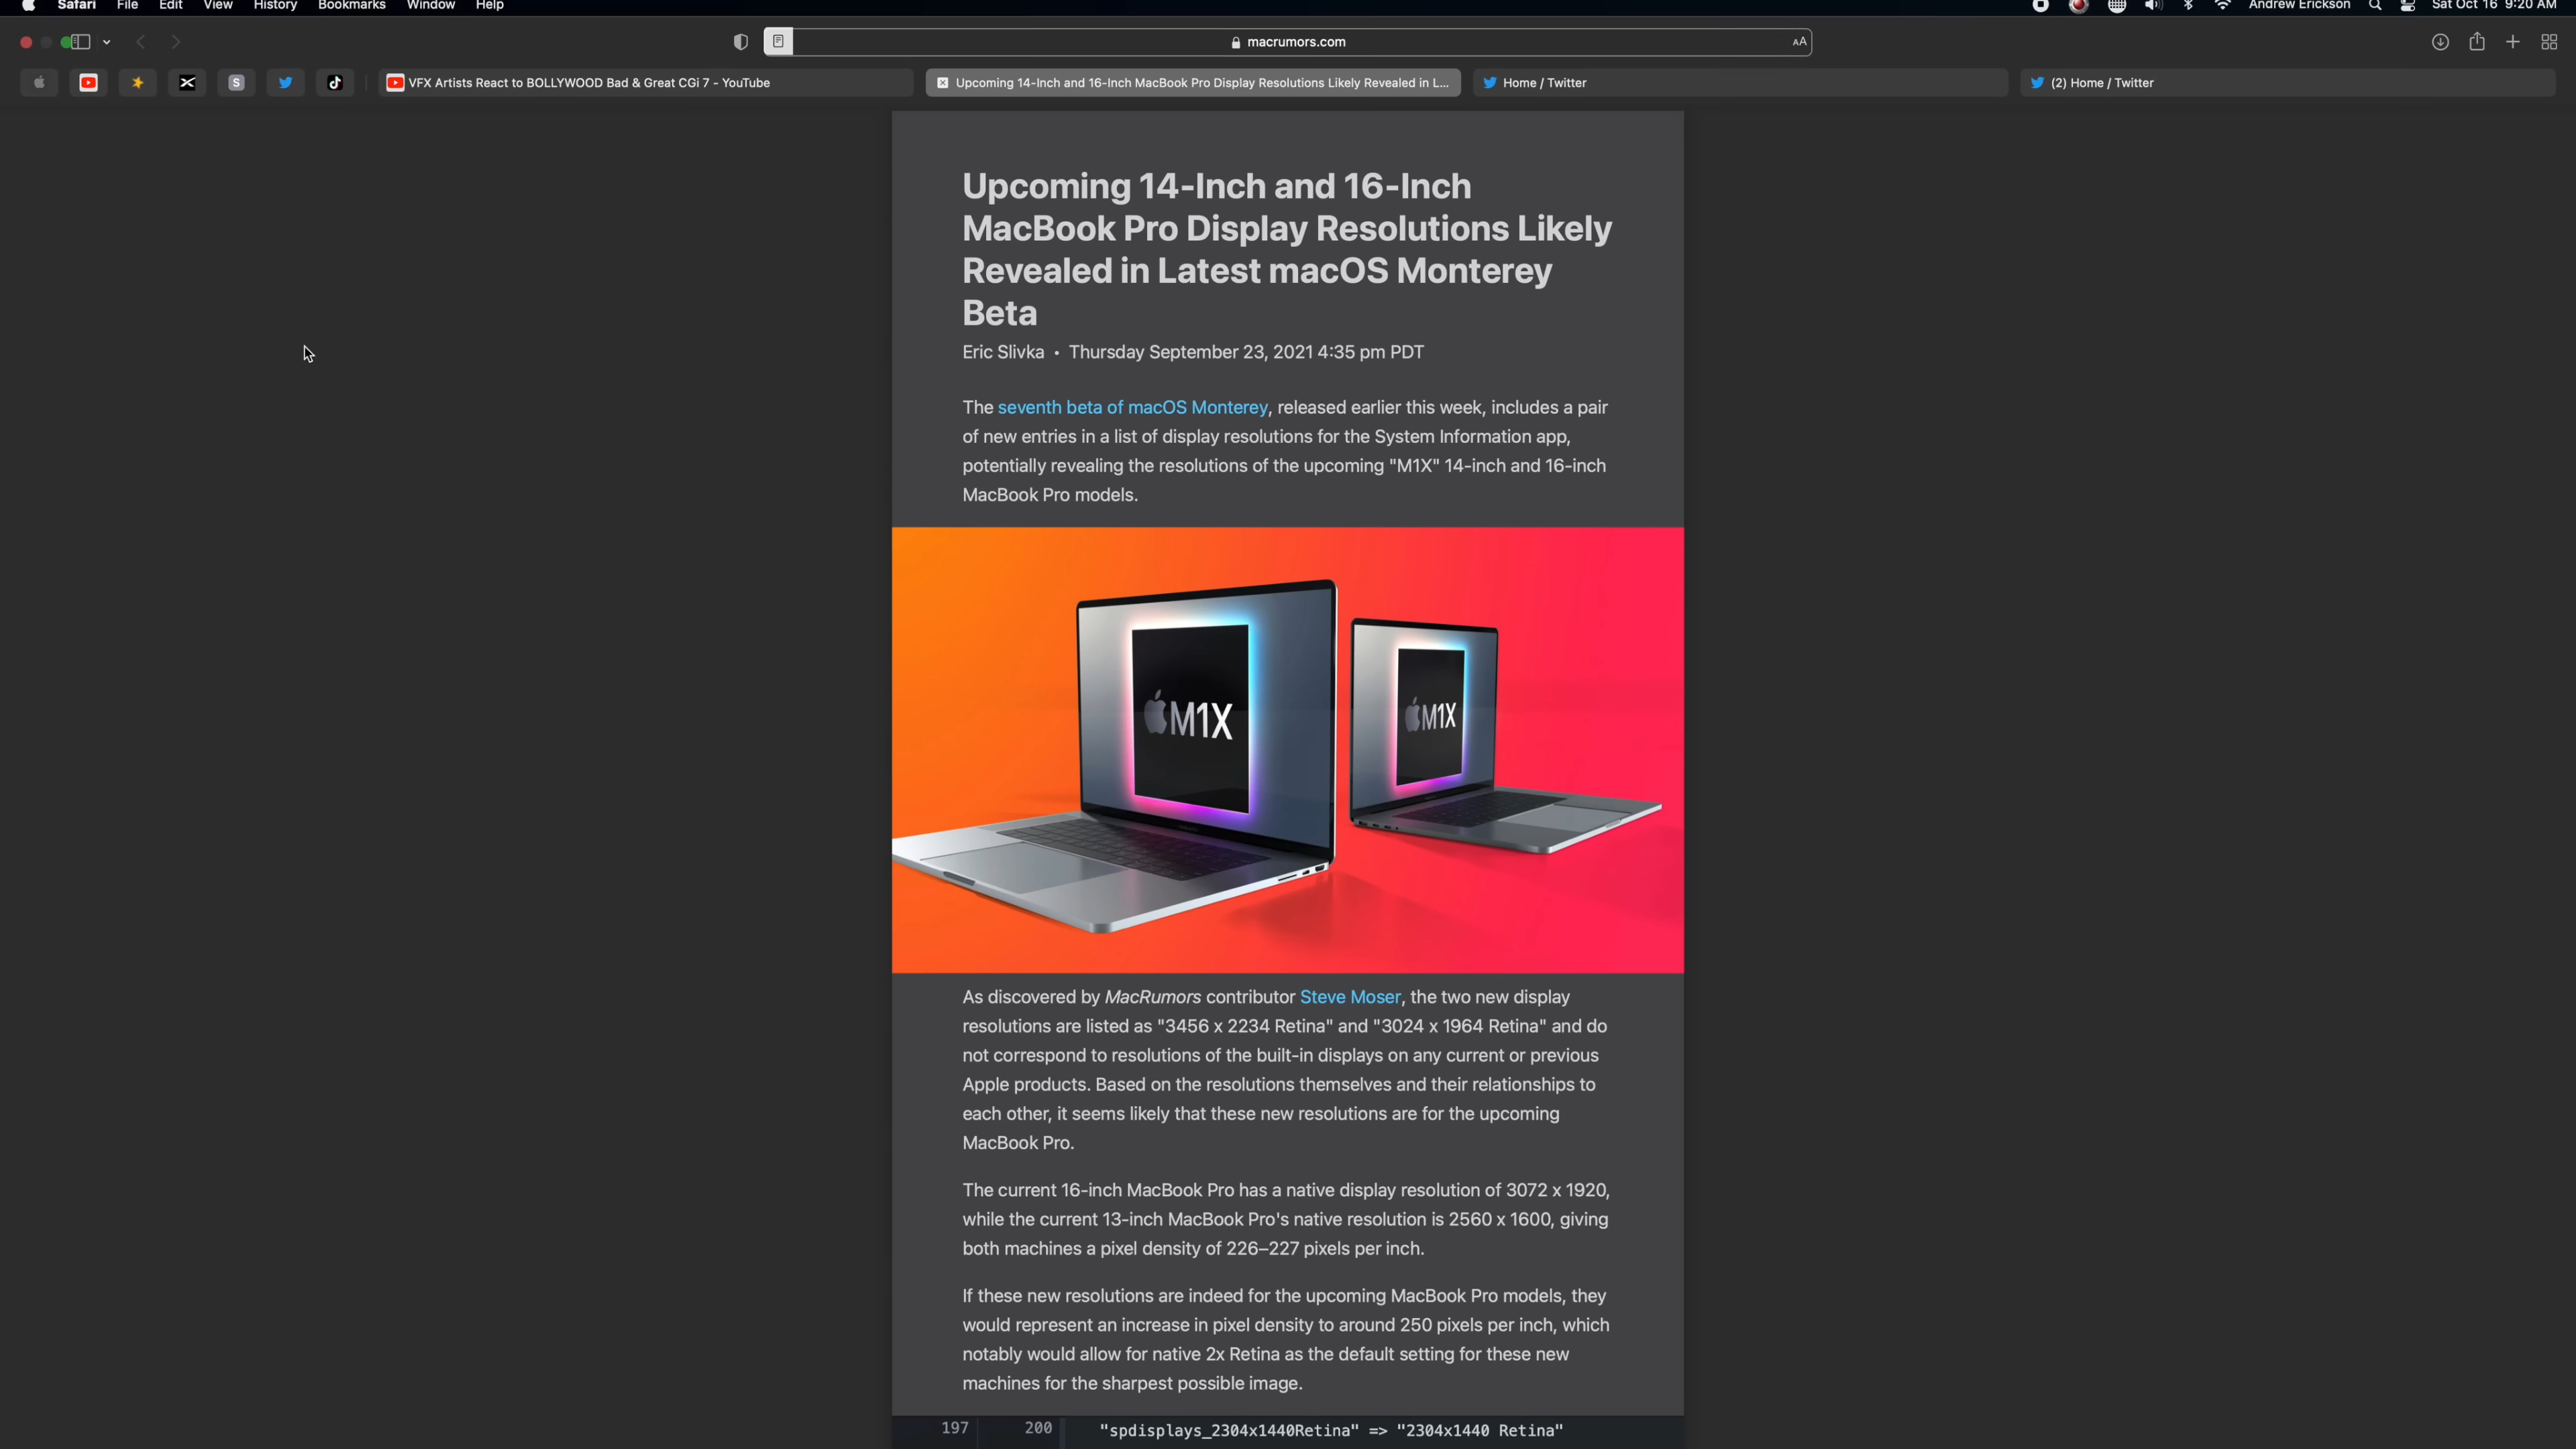 Safari File Edit View History Bookmarks Window Help Andrew Erickson Sat Oct 16 9:20 AM
macrumors.com AA
S VFX Artists React to BOLLYWOOD Bad & Great CGi 7 - YouTube Upcoming 14-Inch and 16-Inch MacBook Pro Display Resolutions Likely Revealed in L... Home / Twitter (2) Home / Twitter
Upcoming 14-Inch and 16-Inch
MacBook Pro Display Resolutions Likely
Revealed in Latest macOS Monterey
Beta
Eric Slivka • Thursday September 23, 2021 4:35 pm PDT
The seventh beta of macOS Monterey, released earlier this week, includes a pair
of new entries in a list of display resolutions for the System Information app,
potentially revealing the resolutions of the upcoming "M1X" 14-inch and 16-inch
MacBook Pro models.
M1X M1X
As discovered by MacRumors contributor Steve Moser, the two new display
resolutions are listed as "3456 x 2234 Retina" and "3024 x 1964 Retina" and do
not correspond to resolutions of the built-in displays on any current or previous
Apple products. Based on the resolutions themselves and their relationships to
each other, it seems likely that these new resolutions are for the upcoming
MacBook Pro.
The current 16-inch MacBook Pro has a native display resolution of 3072 x 1920,
while the current 13-inch MacBook Pro's native resolution is 2560 x 1600, giving
both machines a pixel density of 226–227 pixels per inch.
If these new resolutions are indeed for the upcoming MacBook Pro models, they
would represent an increase in pixel density to around 250 pixels per inch, which
notably would allow for native 2x Retina as the default setting for these new
machines for the sharpest possible image.
197 200 "spdisplays_2304x1440Retina" => "2304x1440 Retina"